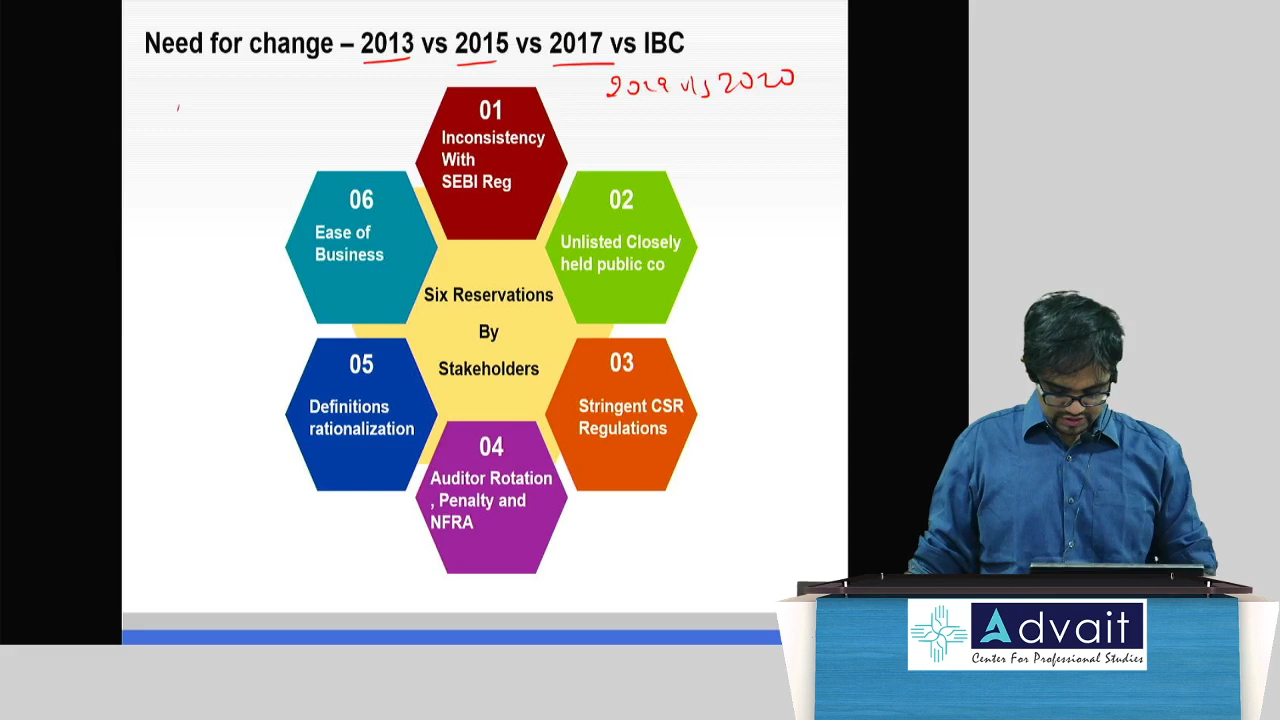 Need for change – 2013 vs 2015 vs 2017 vs IBC
2019 v/s 2020
01
Inconsistency
With
SEBI Reg
02
Unlisted Closely
held public co
03
Stringent CSR
Regulations
04
Auditor Rotation
, Penalty and
NFRA
05
Definitions
rationalization
06
Ease of
Business
Six Reservations
By
Stakeholders
Advait
Center For Professional Studies